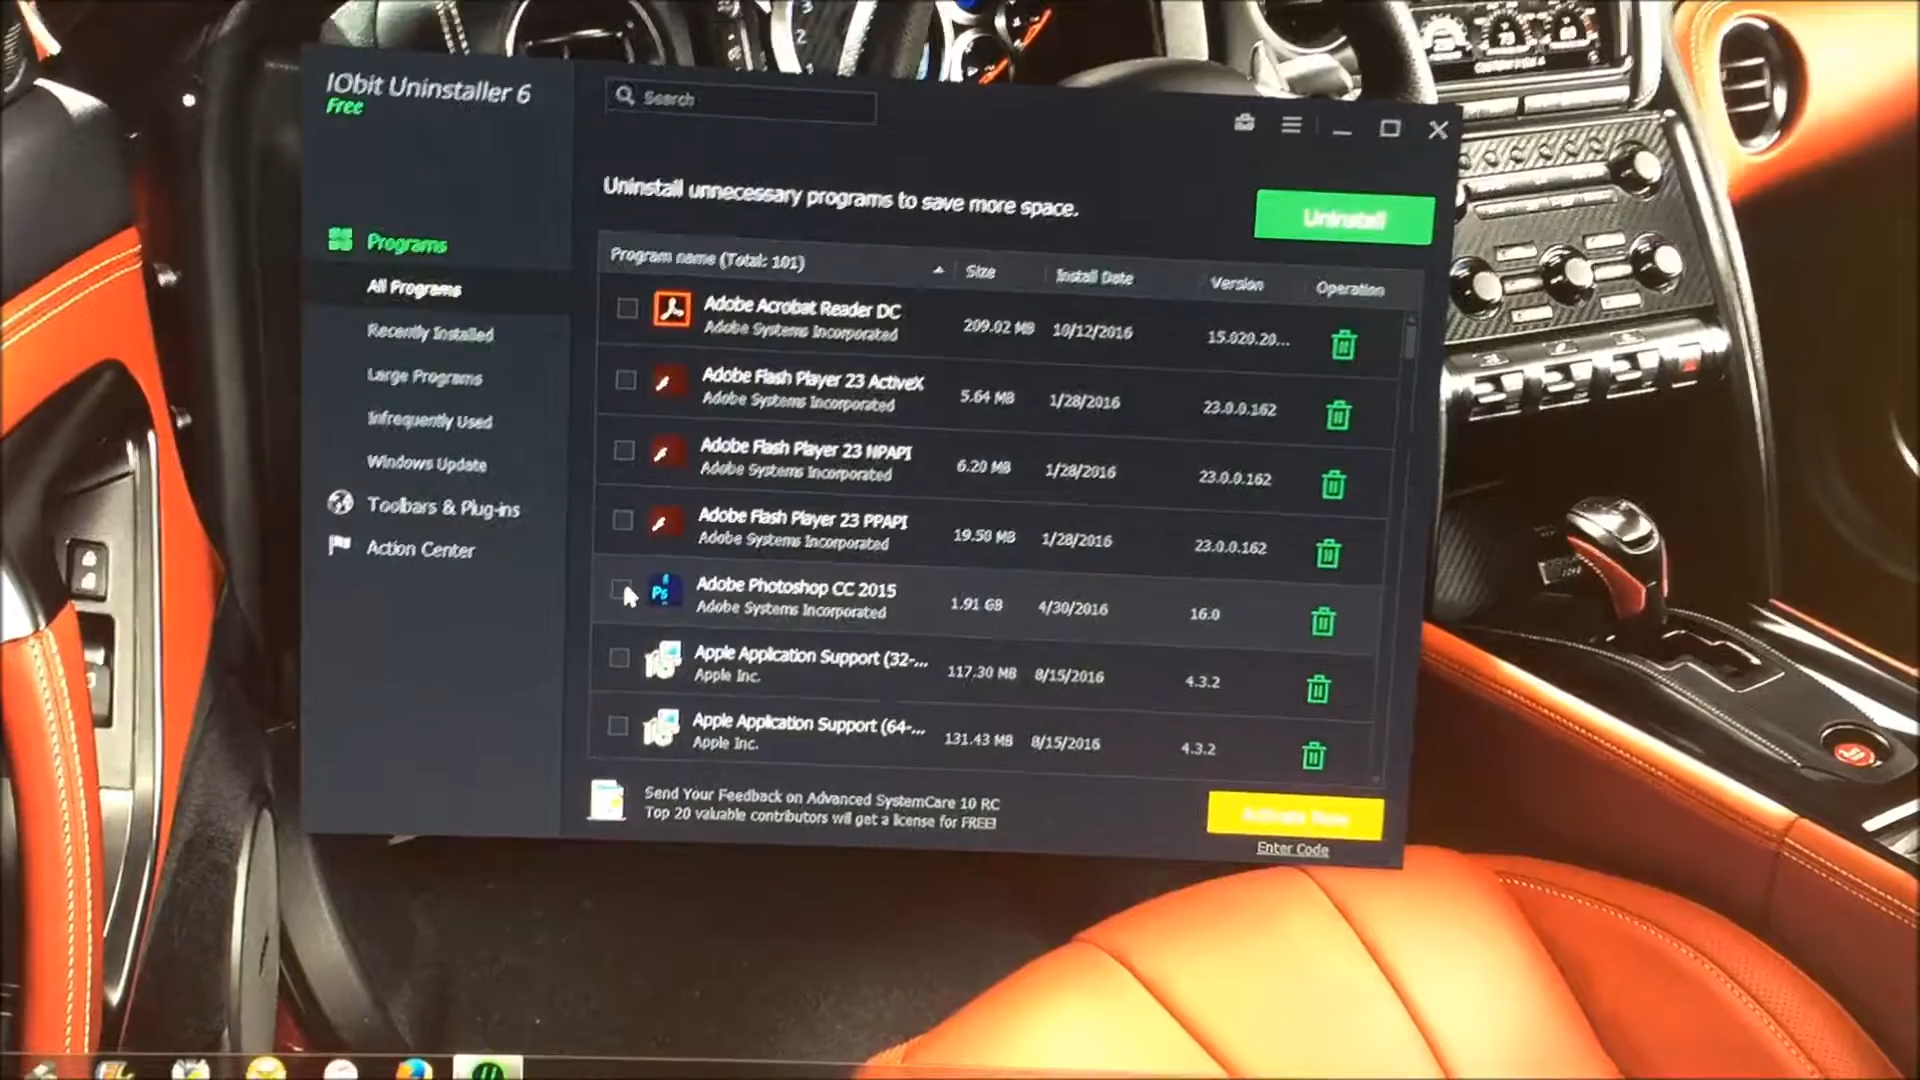 IObit Uninstaller 6
Free
Search
Uninstall unnecessary programs to save more space.
Uninstall
Programs
All Programs
Recently Installed
Large Programs
Infrequently Used
Windows Update
Toolbars & Plug-ins
Action Center
Program name (Total: 101) Size Install Date Version Operation
Adobe Acrobat Reader DC
Adobe Systems Incorporated
209.02 MB 10/12/2016 15.020.20...
Adobe Flash Player 23 ActiveX
Adobe Systems Incorporated
5.64 MB 1/28/2016 23.0.0.162
Adobe Flash Player 23 NPAPI
Adobe Systems Incorporated
6.20 MB 1/28/2016 23.0.0.162
Adobe Flash Player 23 PPAPI
Adobe Systems Incorporated
19.50 MB 1/28/2016 23.0.0.162
Ps
Adobe Photoshop CC 2015
Adobe Systems Incorporated
1.91 GB 4/30/2016 16.0
Apple Application Support (32-...
Apple Inc.
117.30 MB 8/15/2016 4.3.2
Apple Application Support (64-...
Apple Inc.
131.43 MB 8/15/2016 4.3.2
Send Your Feedback on Advanced SystemCare 10 RC
Top 20 valuable contributors will get a license for FREE!
Activate Now
Enter Code